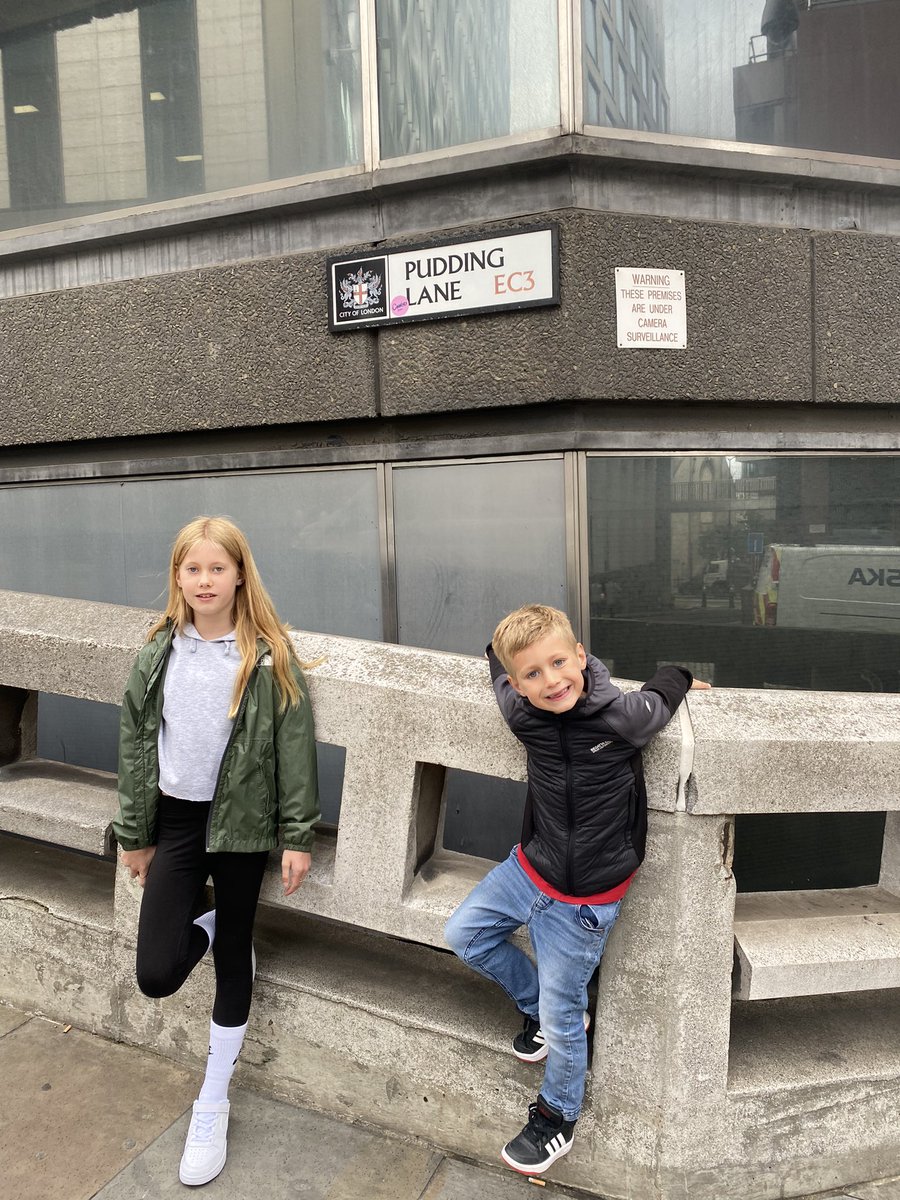 PUDDING
LANE EC3
CITY OF LONDON
WARNING
THESE PREMISES
ARE UNDER
CAMERA
SURVEILLANCE